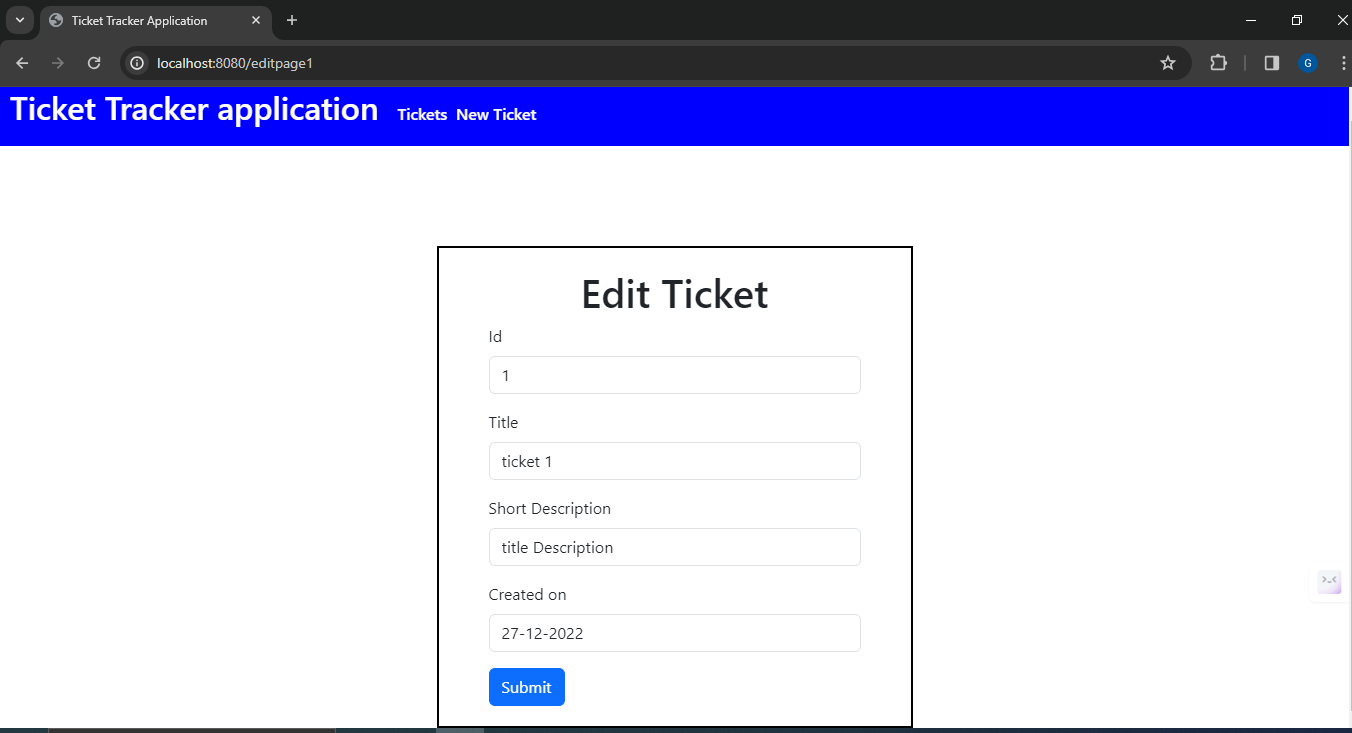 Ticket Tracker Application
localhost:8080/editpage1
G
Ticket Tracker application Tickets New Ticket
Edit Ticket
Id
1
Title
ticket 1
Short Description
title Description
Created on
27-12-2022
Submit